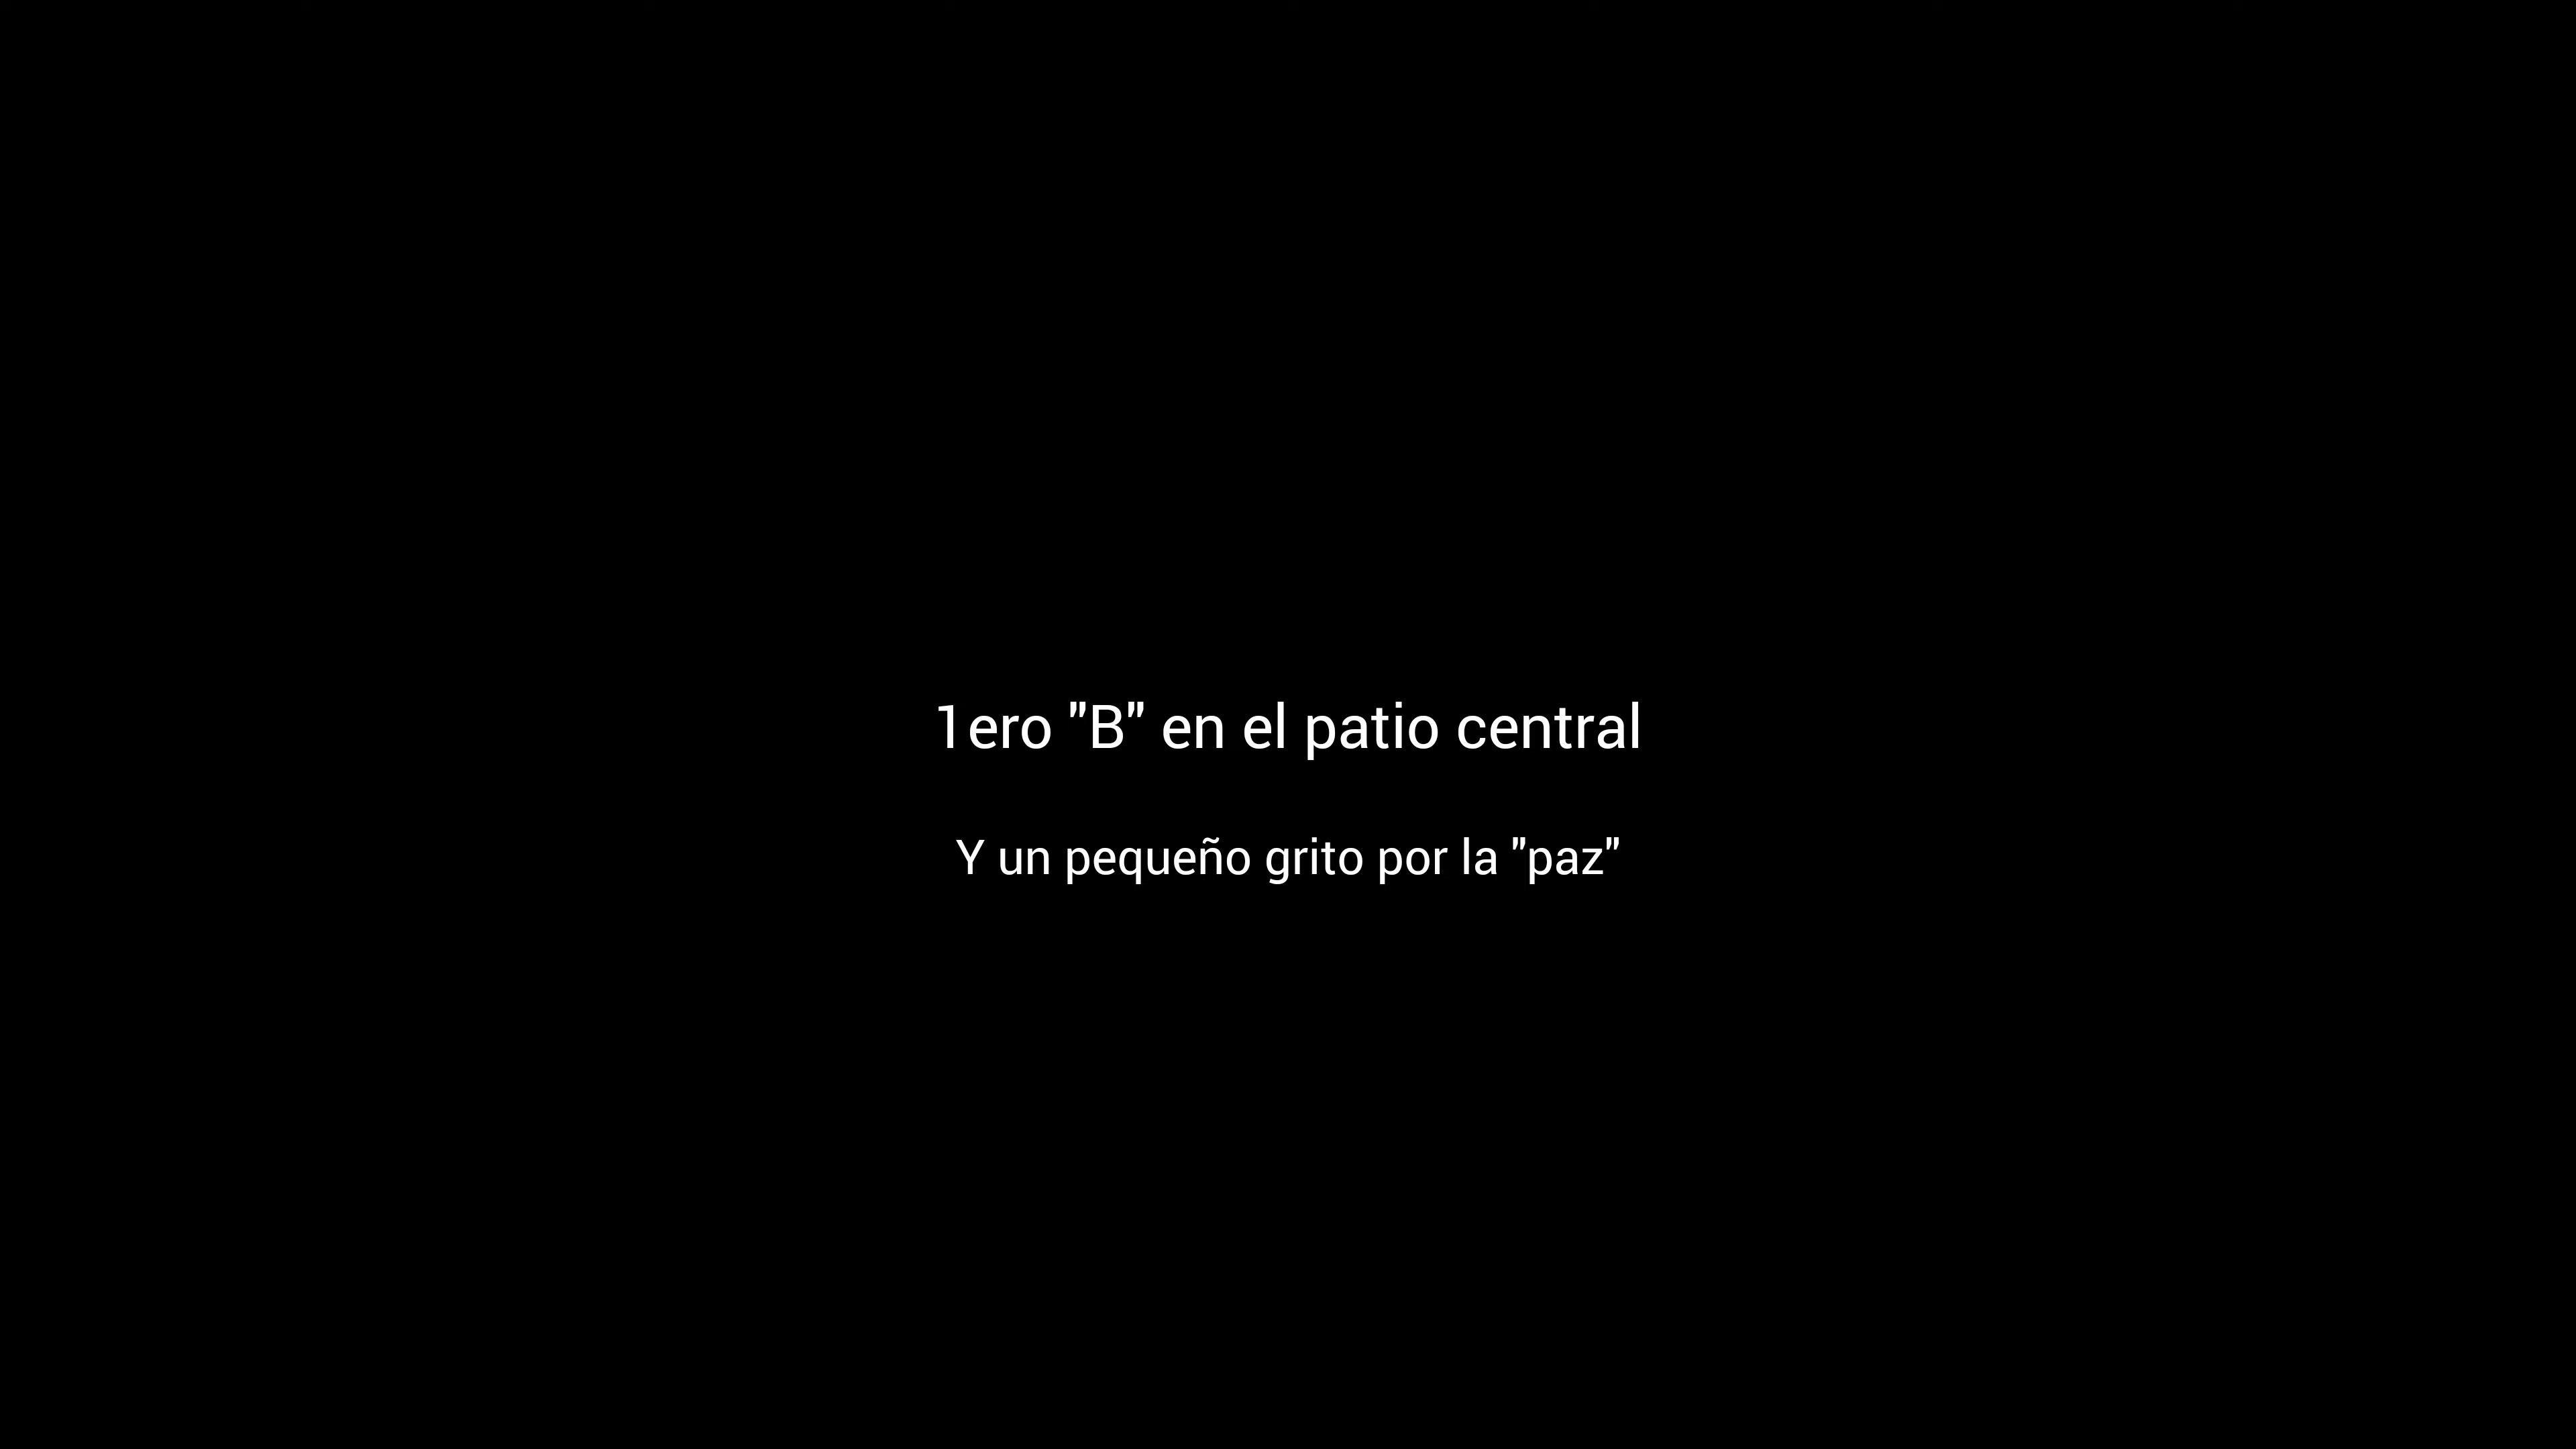 1ero "B" en el patio central
Y un pequeño grito por la "paz"